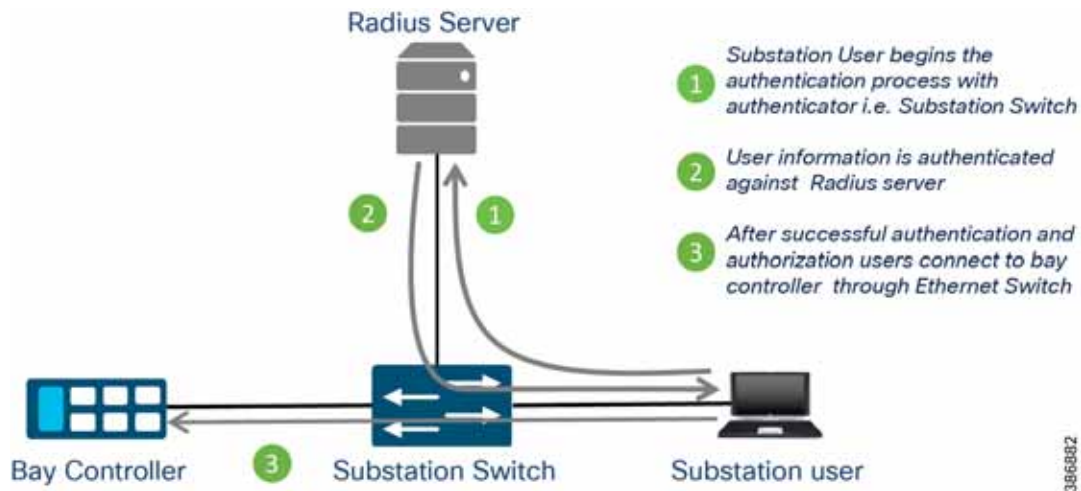 Radius Server
1
Substation User begins the
authentication process with
authenticator i.e. Substation Switch
2
User information is authenticated
against Radius server
3
After successful authentication and
authorization users connect to bay
controller through Ethernet Switch
2
1
3
Bay Controller
Substation Switch
Substation user
386882